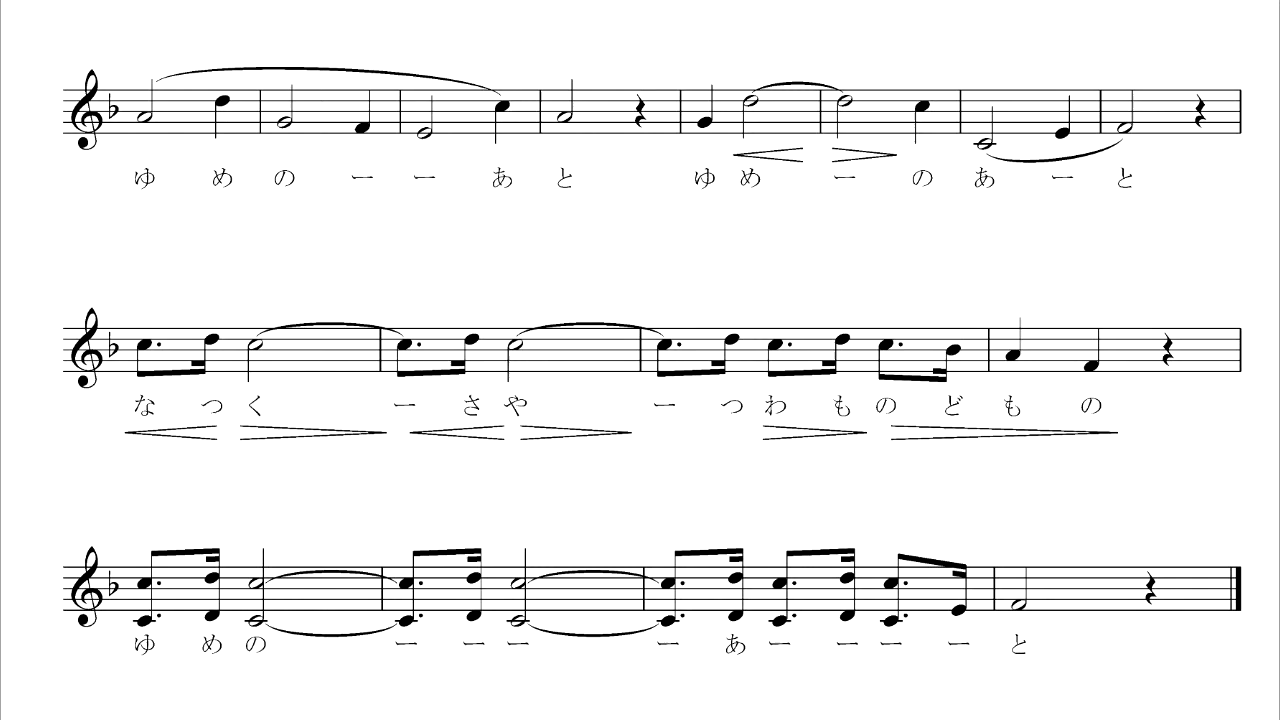 ゆ め の ー ー あ と ゆ め ー の あ ー と
な つ く ー さ や ー つ わ も の ど も の
ゆ め の ー ー ー ー あ ー ー ー ー と